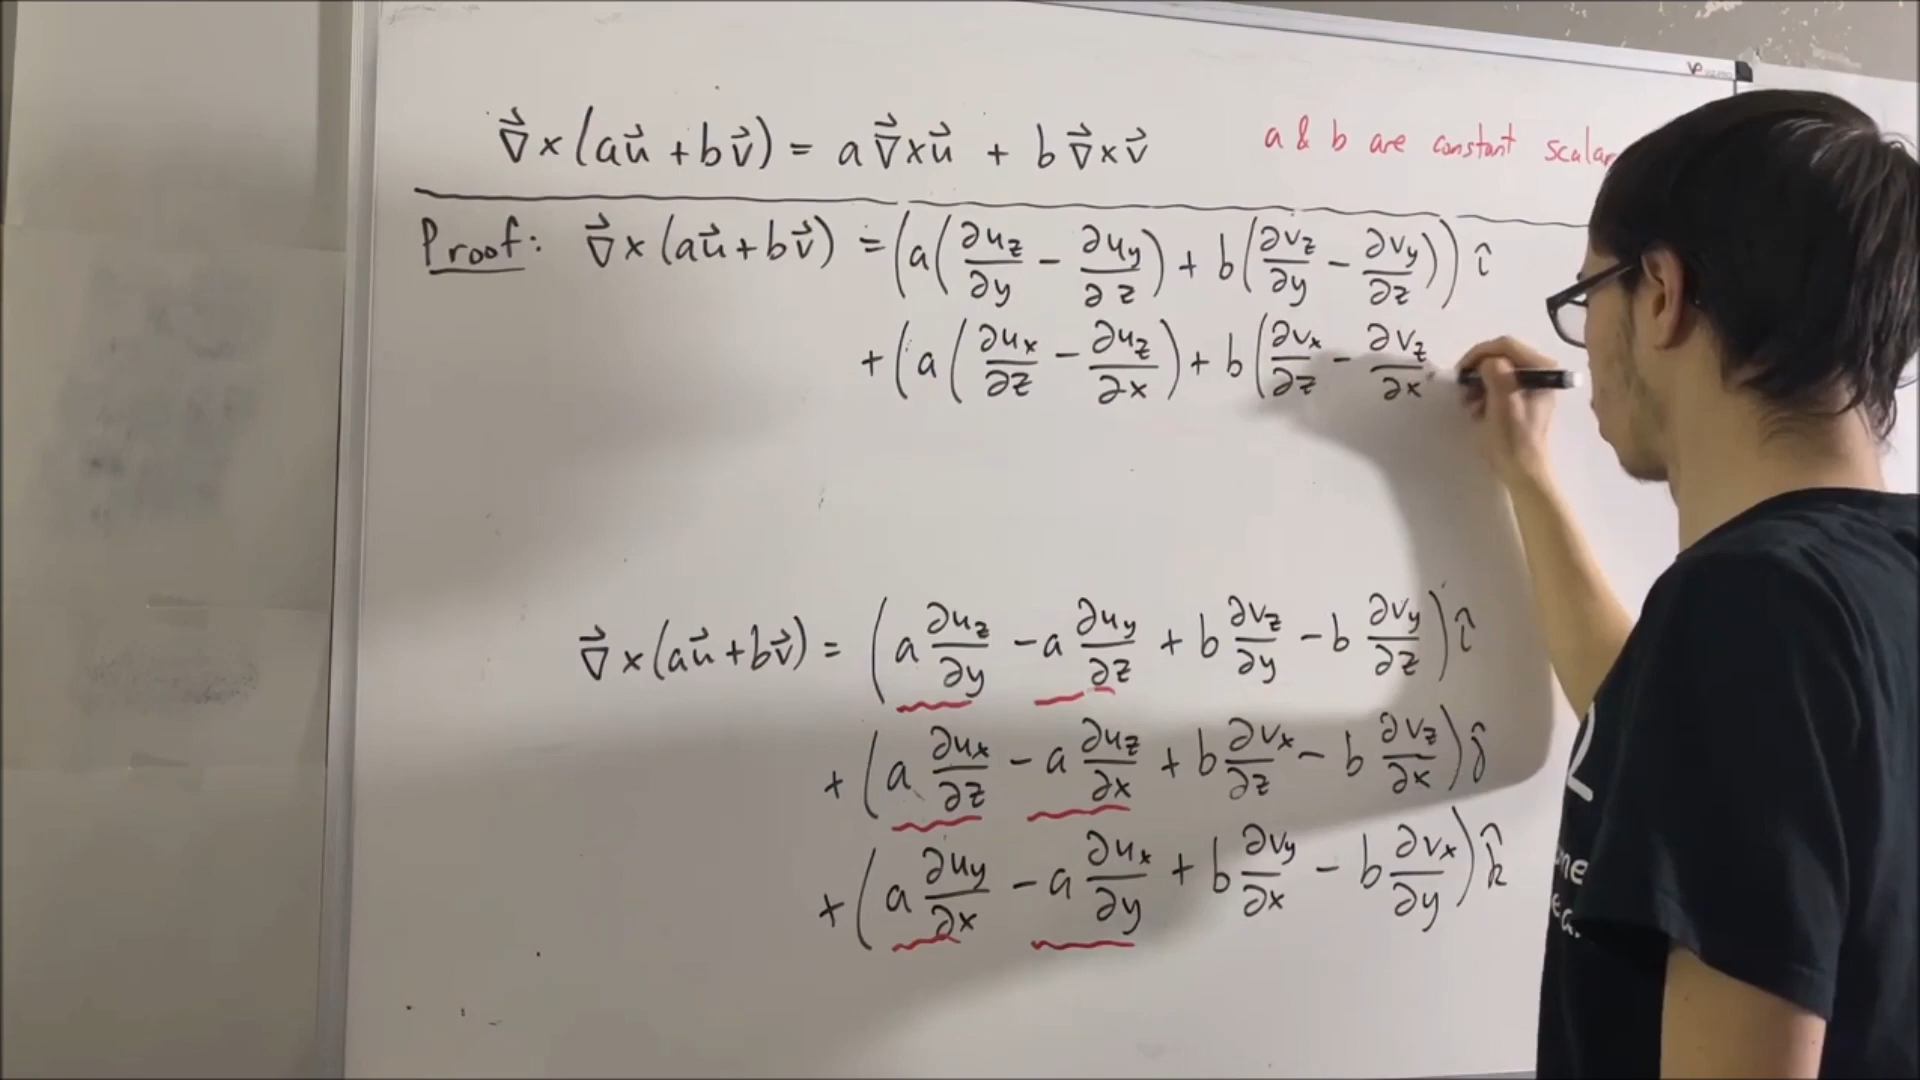 ∇⃗×(au⃗ + bv⃗) = a∇⃗×u⃗ + b∇⃗×v⃗
a & b are constant scalar
Proof: ∇⃗×(au⃗+bv⃗) = (a(∂u_z/∂y − ∂u_y/∂z) + b(∂v_z/∂y − ∂v_y/∂z)) î
+ (a(∂u_x/∂z − ∂u_z/∂x) + b(∂v_x/∂z − ∂v_z/∂x
∇⃗×(au⃗+bv⃗) = (a ∂u_z/∂y − a ∂u_y/∂z + b ∂v_z/∂y − b ∂v_y/∂z) î
+ (a ∂u_x/∂z − a ∂u_z/∂x + b ∂v_x/∂z − b ∂v_z/∂x) ĵ
+ (a ∂u_y/∂x − a ∂u_x/∂y + b ∂v_y/∂x − b ∂v_x/∂y) k̂